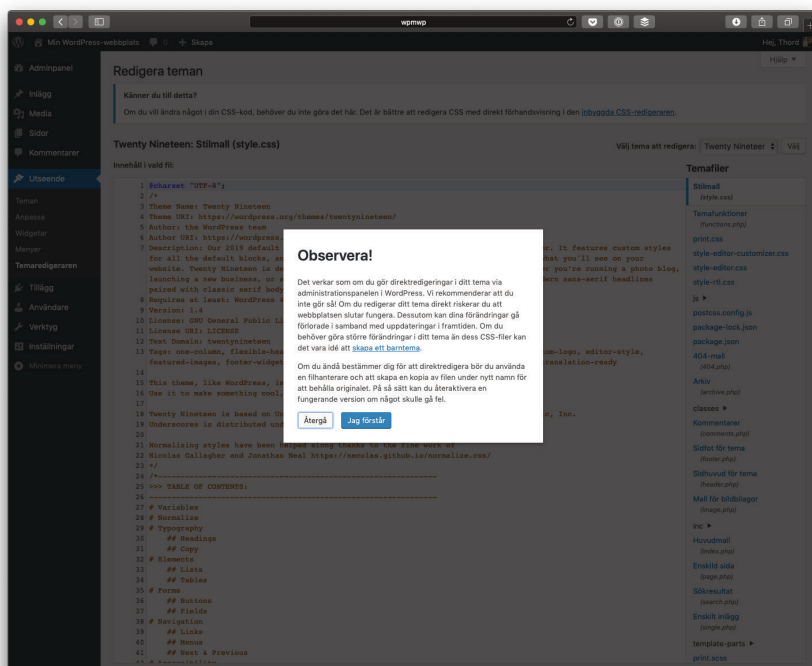 wpmwp
Min WordPress-webbplats 0 + Skapa
Hej, Thord
Hjälp ▼
Adminpanel
Inlägg
Media
Sidor
Kommentarer
Utseende
Teman
Anpassa
Widgetar
Menyer
Temaredigeraren
Tillägg
Användare
Verktyg
Inställningar
Minimera meny
Redigera teman
Känner du till detta?
Om du vill ändra något i din CSS-kod, behöver du inte göra det här. Det är bättre att redigera CSS med direkt förhandsvisning i den inbyggda CSS-redigeraren.
Twenty Nineteen: Stilmall (style.css)
Välj tema att redigera: Twenty Nineteen Välj
Innehåll i vald fil:
1 @charset "UTF-8";
2 /*
3 Theme Name: Twenty Nineteen
4 Theme URI: https://wordpress.org/themes/twentynineteen/
5 Author: the WordPress team
6 Author URI: https://wordpress.
7 Description: Our 2019 default
r. It features custom styles
for all the default blocks, an
hat you'll see on your
website. Twenty Nineteen is de
r you're running a photo blog,
launching a new business, or s
ern sans-serif headlines
paired with classic serif body
8 Requires at least: WordPress 4
9 Version: 1.4
10 License: GNU General Public Li
11 License URI: LICENSE
12 Text Domain: twentynineteen
13 Tags: one-column, flexible-hea
om-logo, editor-style,
featured-images, footer-widget
ranslation-ready
14
15 This theme, like WordPress, is
16 Use it to make something cool,
17
18 Twenty Nineteen is based on Un
c, Inc.
19 Underscores is distributed und
20
21 Normalizing styles have been helped along thanks to the fine work of
22 Nicolas Gallagher and Jonathan Neal https://necolas.github.io/normalize.css/
23 */
24 /*--------------------------------------------------------------
25 >>> TABLE OF CONTENTS:
26 ----------------------------------------------------------------
27 # Variables
28 # Normalize
29 # Typography
30 ## Headings
31 ## Copy
32 # Elements
33 ## Lists
34 ## Tables
35 # Forms
36 ## Buttons
37 ## Fields
38 # Navigation
39 ## Links
40 ## Menus
41 ## Next & Previous
Observera!
Det verkar som om du gör direktredigeringar i ditt tema via
administrationspanelen i WordPress. Vi rekommenderar att du
inte gör så! Om du redigerar ditt tema direkt riskerar du att
webbplatsen slutar fungera. Dessutom kan dina förändringar gå
förlorade i samband med uppdateringar i framtiden. Om du
behöver göra större förändringar i ditt tema än dess CSS-filer kan
det vara idé att skapa ett barntema.
Om du ändå bestämmer dig för att direktredigera bör du använda
en filhanterare och att skapa en kopia av filen under nytt namn för
att behålla originalet. På så sätt kan du återaktivera en
fungerande version om något skulle gå fel.
Återgå Jag förstår
Temafiler
Stilmall
(style.css)
Temafunktioner
(functions.php)
print.css
style-editor-customizer.css
style-editor.css
style-rtl.css
js ▶
postcss.config.js
package-lock.json
package.json
404-mall
(404.php)
Arkiv
(archive.php)
classes ▶
Kommentarer
(comments.php)
Sidfot för tema
(footer.php)
Sidhuvud för tema
(header.php)
Mall för bildbilagor
(image.php)
inc ▶
Huvudmall
(index.php)
Enskild sida
(page.php)
Sökresultat
(search.php)
Enskilt inlägg
(single.php)
template-parts ▶
print.scss